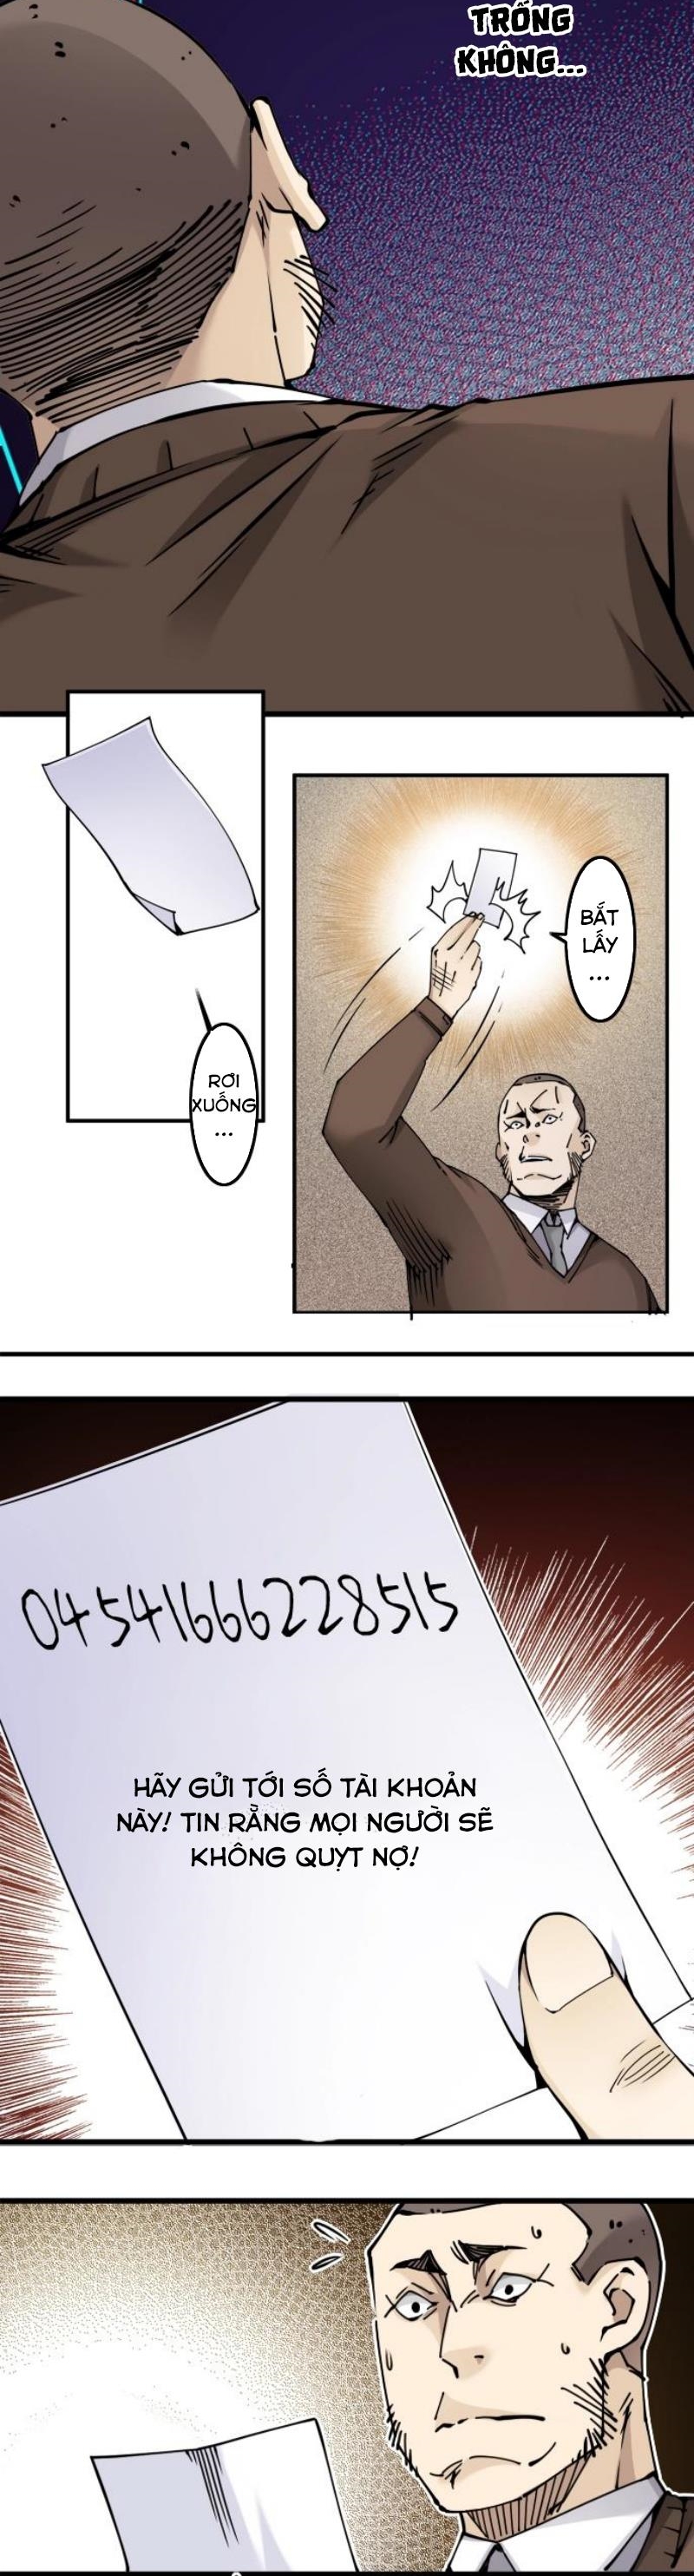 TRỐNG
KHÔNG...
BẮT
LẤY
...
RƠI
XUỐNG
...
045541666228515
HÃY GỬI TỚI SỐ TÀI KHOẢN
NÀY! TIN RẰNG MỌI NGƯỜI SẼ
KHÔNG QUỴT NỢ!